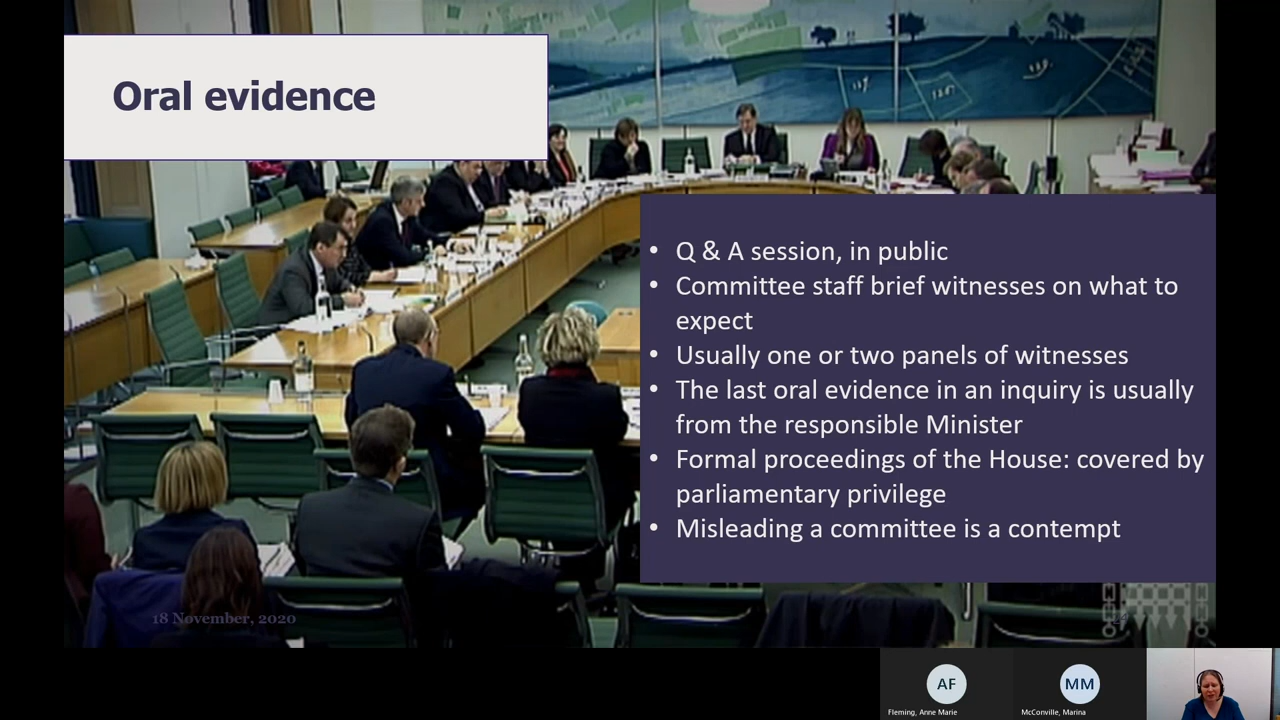 Oral evidence
• Q & A session, in public
• Committee staff brief witnesses on what to
expect
• Usually one or two panels of witnesses
• The last oral evidence in an inquiry is usually
from the responsible Minister
• Formal proceedings of the House: covered by
parliamentary privilege
• Misleading a committee is a contempt
18 November, 2020
AF
Fleming, Anne Marie
MM
McConville, Marina